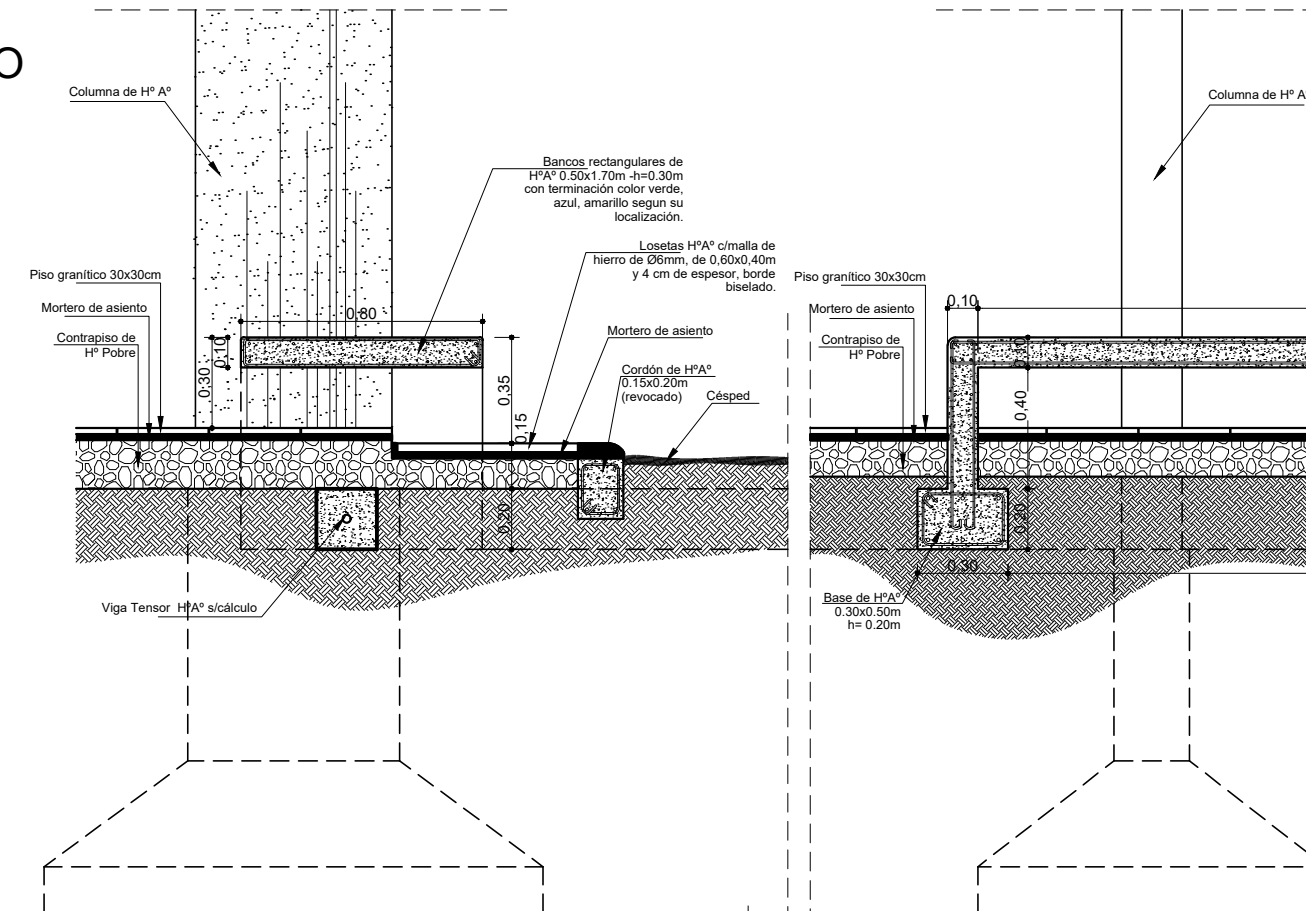 O
Columna de Hº Aº
Bancos rectangulares de
HºAº 0.50x1.70m -h=0.30m
con terminación color verde,
azul, amarillo segun su
localización.
Losetas HºAº c/malla de
hierro de Ø6mm, de 0,60x0,40m
y 4 cm de espesor, borde
biselado.
Piso granítico 30x30cm
Mortero de asiento
Contrapiso de
Hº Pobre
0,80
0,10
0,30
0,35
0,15
0,20
Mortero de asiento
Cordón de HºAº
0.15x0.20m
(revocado)
Césped
Viga Tensor HºAº s/cálculo
Columna de Hº A
Piso granítico 30x30cm
Mortero de asiento
Contrapiso de
Hº Pobre
0,10
0,10
0,40
0,20
0,30
Base de HºAº
0.30x0.50m
h= 0.20m